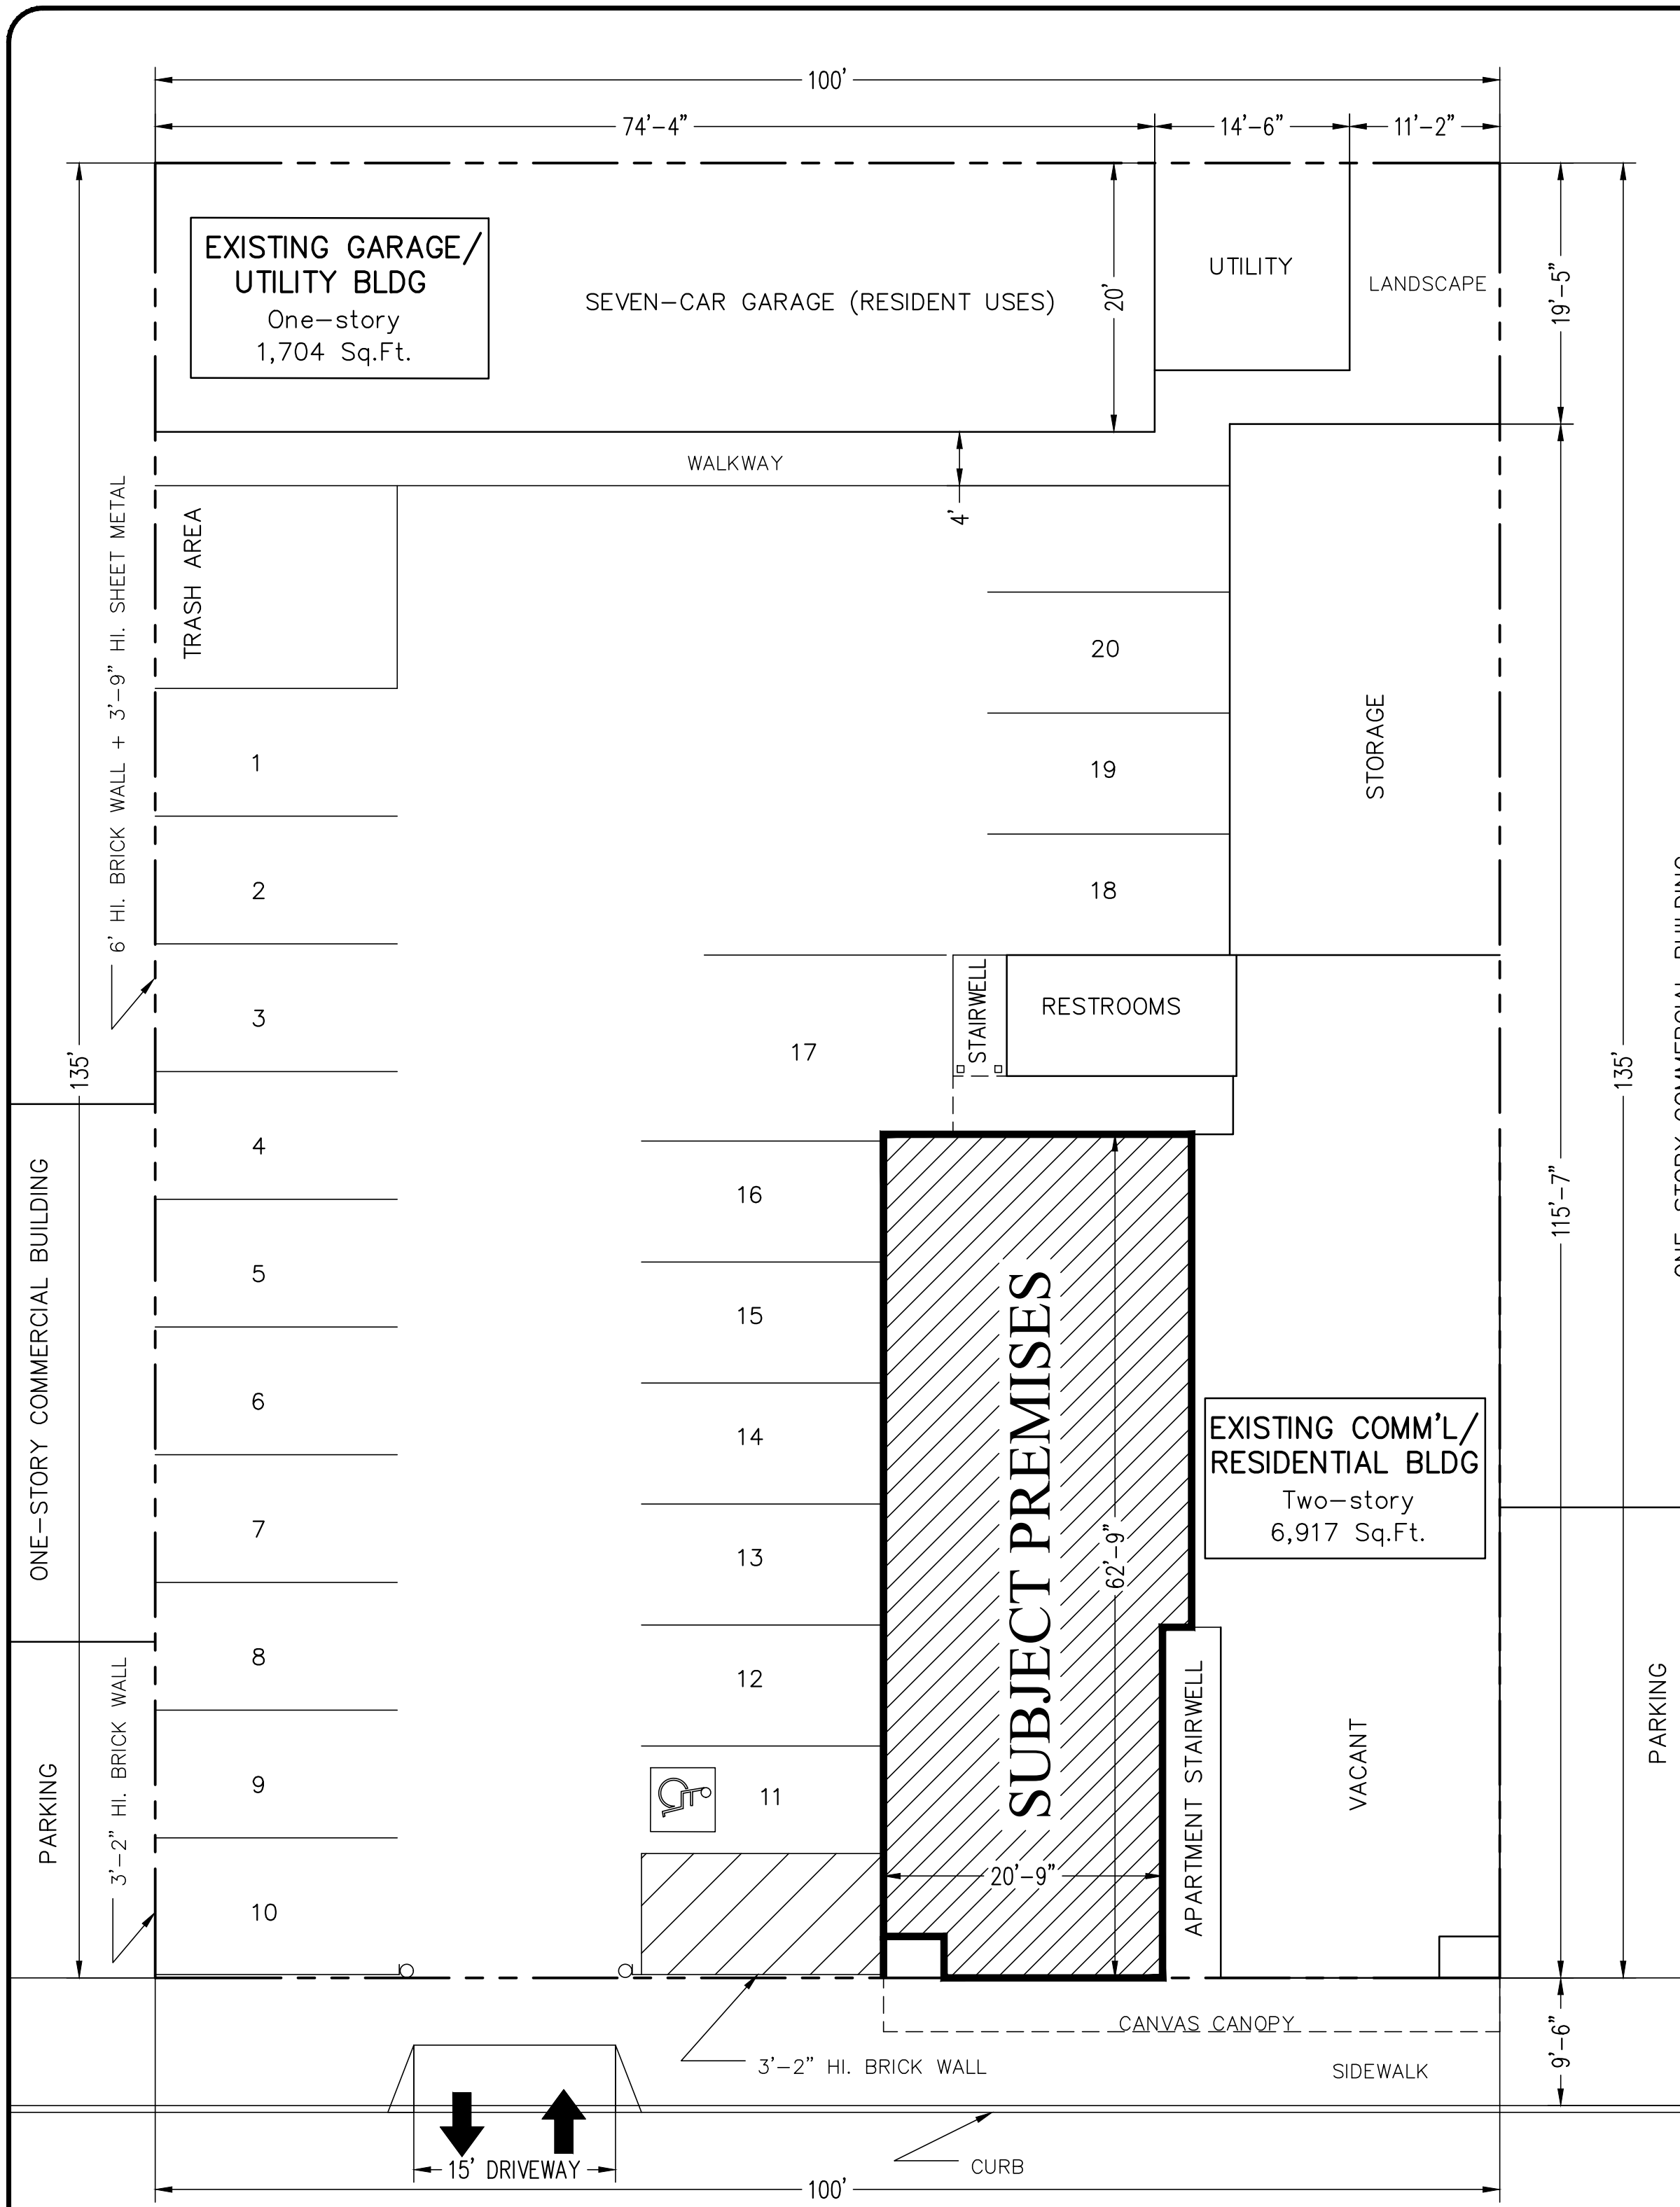 100'
74'-4"
14'-6"
11'-2"
EXISTING GARAGE/
UTILITY BLDG
One-story
1,704 Sq.Ft.
SEVEN-CAR GARAGE (RESIDENT USES)
20'
UTILITY
LANDSCAPE
19'-5"
WALKWAY
4'
TRASH AREA
6' HI. BRICK WALL + 3'-9" HI. SHEET METAL
20
1
19
STORAGE
2
18
3
STAIRWELL
RESTROOMS
17
135'
135'
ONE-STORY COMMERCIAL BUILDING
4
16
115'-7"
ONE-STORY COMMERCIAL BUILDING
5
15
6
14
SUBJECT PREMISES
62'-9"
EXISTING COMM'L/
RESIDENTIAL BLDG
Two-story
6,917 Sq.Ft.
7
13
8
12
9
11
PARKING
3'-2" HI. BRICK WALL
APARTMENT STAIRWELL
VACANT
PARKING
20'-9"
10
CANVAS CANOPY
3'-2" HI. BRICK WALL
SIDEWALK
9'-6"
15' DRIVEWAY
CURB
100'